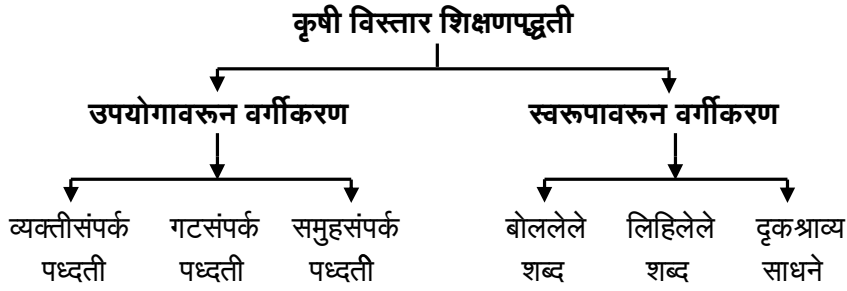 कृषी विस्तार शिक्षणपद्धती
उपयोगावरून वर्गीकरण
स्वरूपावरून वर्गीकरण
व्यक्तीसंपर्क पध्दती
गटसंपर्क पध्दती
समुहसंपर्क पध्दती
बोललेले शब्द
लिहिलेले शब्द
दृकश्राव्य साधने